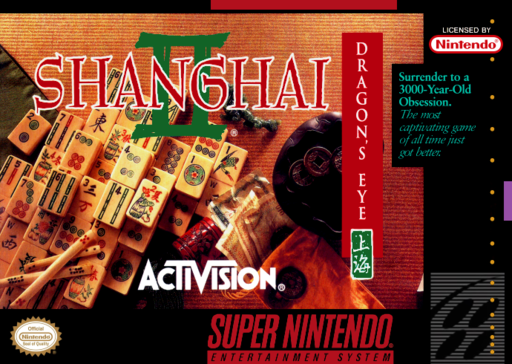 LICENSED BY
Nintendo®
SHANGHAI
II
®
DRAGON'S EYE
上海
Surrender to a
3000-Year-Old
Obsession.
The most
captivating game
of all time just
got better.
ACTIVISION®
SUPER NINTENDO®
ENTERTAINMENT SYSTEM
Official
Nintendo
Seal of Quality